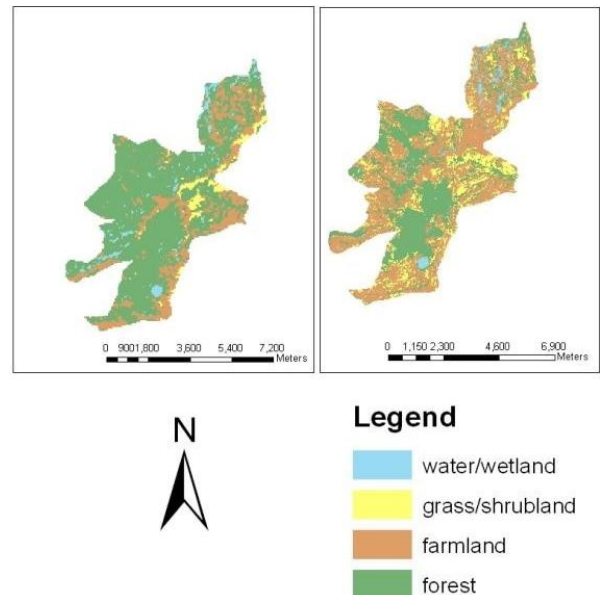 0 9001,800 3,600 5,400 7,200
Meters
0 1,150 2,300 4,600 6,900
Meters
N
Legend
water/wetland
grass/shrubland
farmland
forest